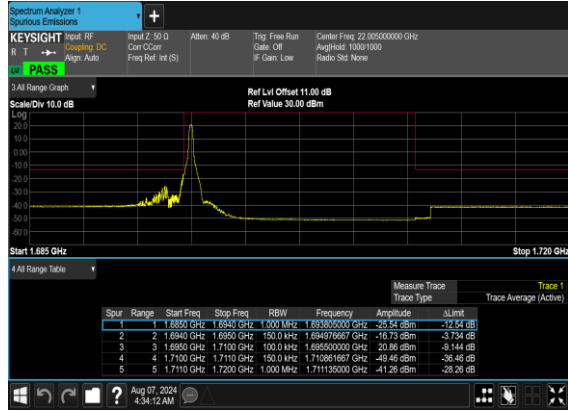 Spectrum Analyzer 1
Spurious Emissions
KEYSIGHT Input: RF Input Z: 50 Ω Atten: 40 dB Trig: Free Run Center Freq: 22.005000000 GHz
R T Coupling: DC Corr CCorr Gate: Off Avg|Hold: 1000/1000
Align: Auto Freq Ref: Int (S) IF Gain: Low Radio Std: None
PASS
3 All Range Graph
Ref Lvl Offset 11.00 dB
Scale/Div 10.0 dB Ref Value 30.00 dBm
Log
20.0
10.0
0.00
-10.0
-20.0
-30.0
-40.0
-50.0
-60.0
Start 1.685 GHz Stop 1.720 GHz
4 All Range Table
Measure Trace Trace 1
Trace Type Trace Average (Active)
Spur Range Start Freq Stop Freq RBW Frequency Amplitude ΔLimit
1 1 1.6850 GHz 1.6940 GHz 1.000 MHz 1.693805000 GHz -25.54 dBm -12.54 dB
2 2 1.6940 GHz 1.6950 GHz 150.0 kHz 1.694976667 GHz -16.73 dBm -3.734 dB
3 3 1.6950 GHz 1.7100 GHz 100.0 kHz 1.695500000 GHz 20.86 dBm -9.144 dB
4 4 1.7100 GHz 1.7110 GHz 150.0 kHz 1.710861667 GHz -49.46 dBm -36.46 dB
5 5 1.7110 GHz 1.7200 GHz 1.000 MHz 1.711135000 GHz -41.26 dBm -28.26 dB
Aug 07, 2024
4:34:12 AM